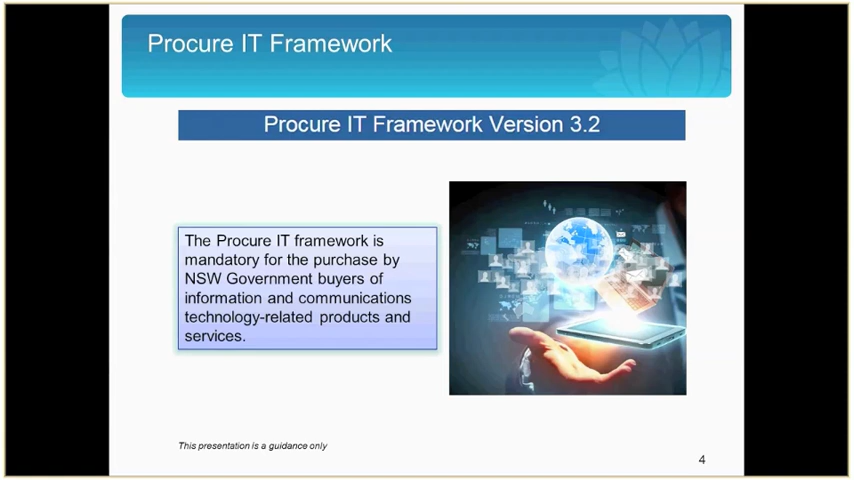 Procure IT Framework
Procure IT Framework Version 3.2
The Procure IT framework is
mandatory for the purchase by
NSW Government buyers of
information and communications
technology-related products and
services.
This presentation is a guidance only
4